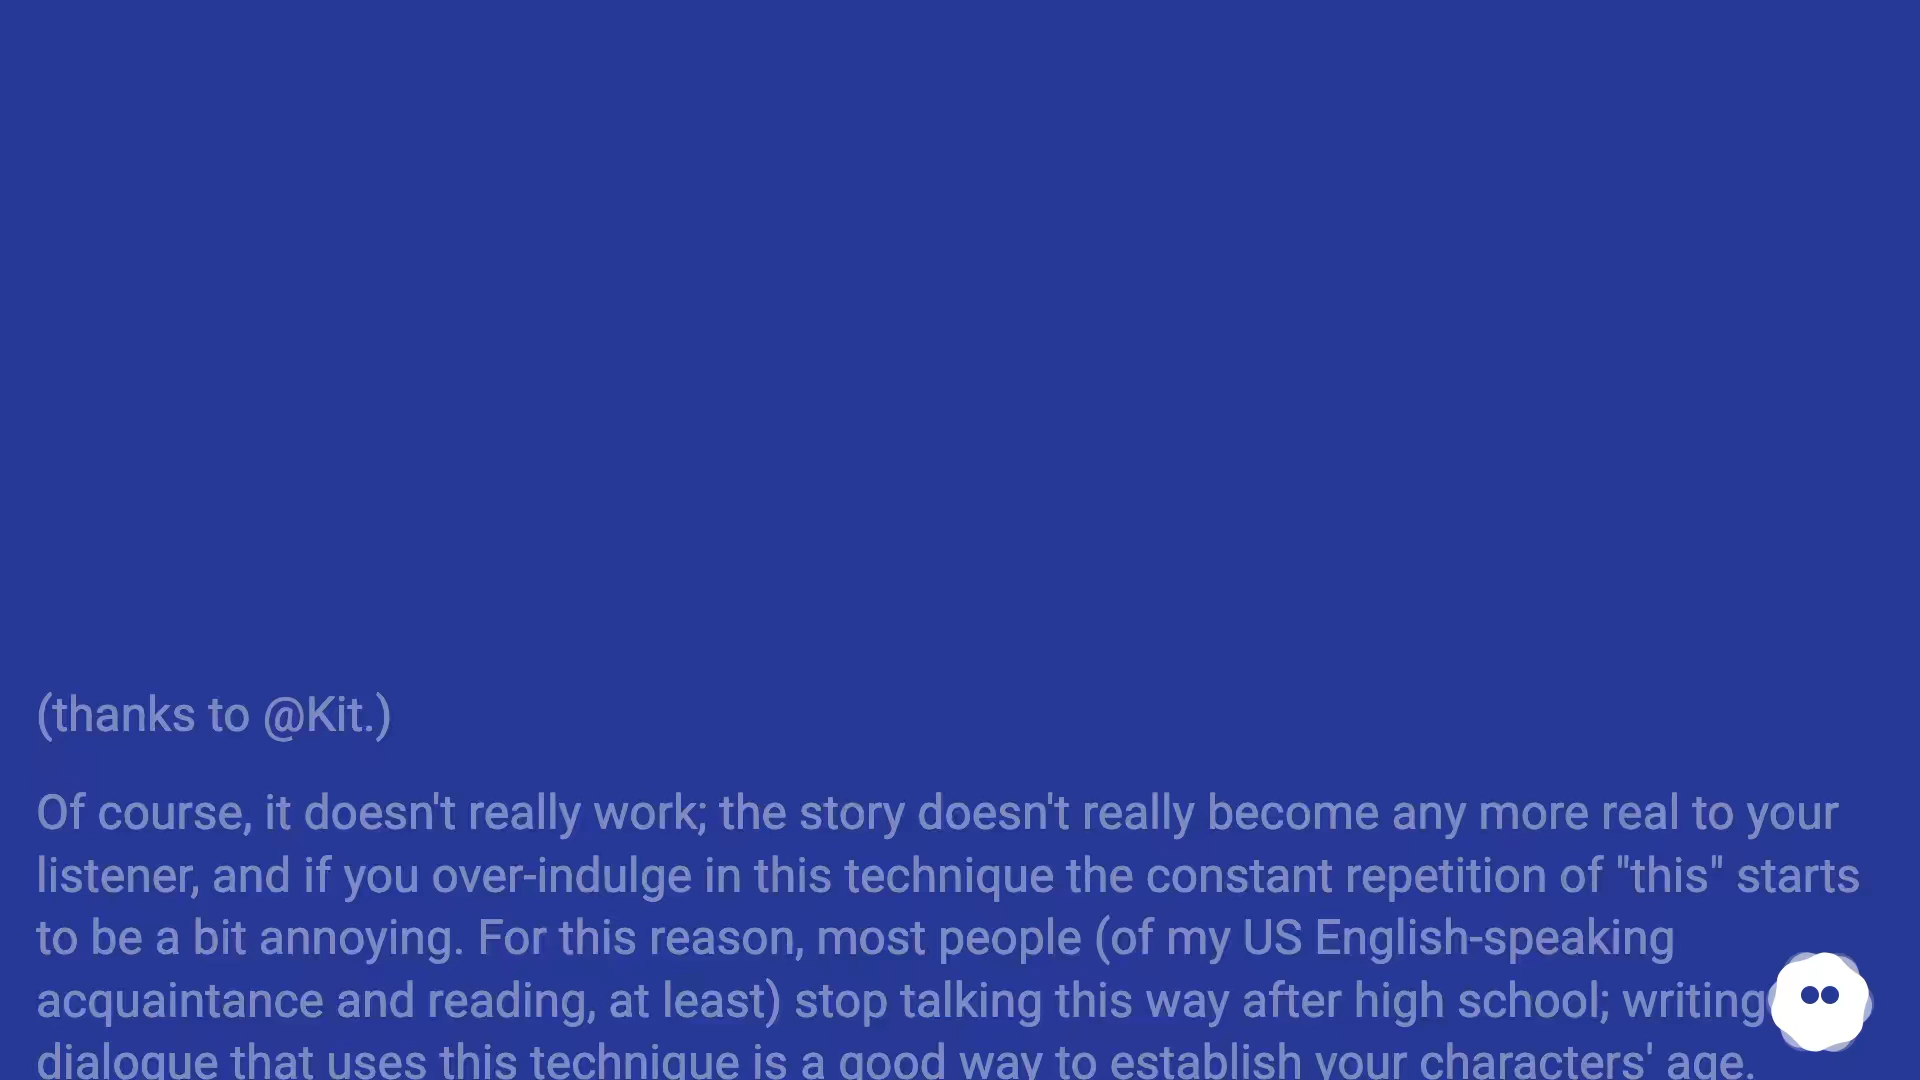 (thanks to @Kit.)
Of course, it doesn't really work; the story doesn't really become any more real to your
listener, and if you over-indulge in this technique the constant repetition of "this" starts
to be a bit annoying. For this reason, most people (of my US English-speaking
acquaintance and reading, at least) stop talking this way after high school; writing
dialogue that uses this technique is a good way to establish your characters' age.